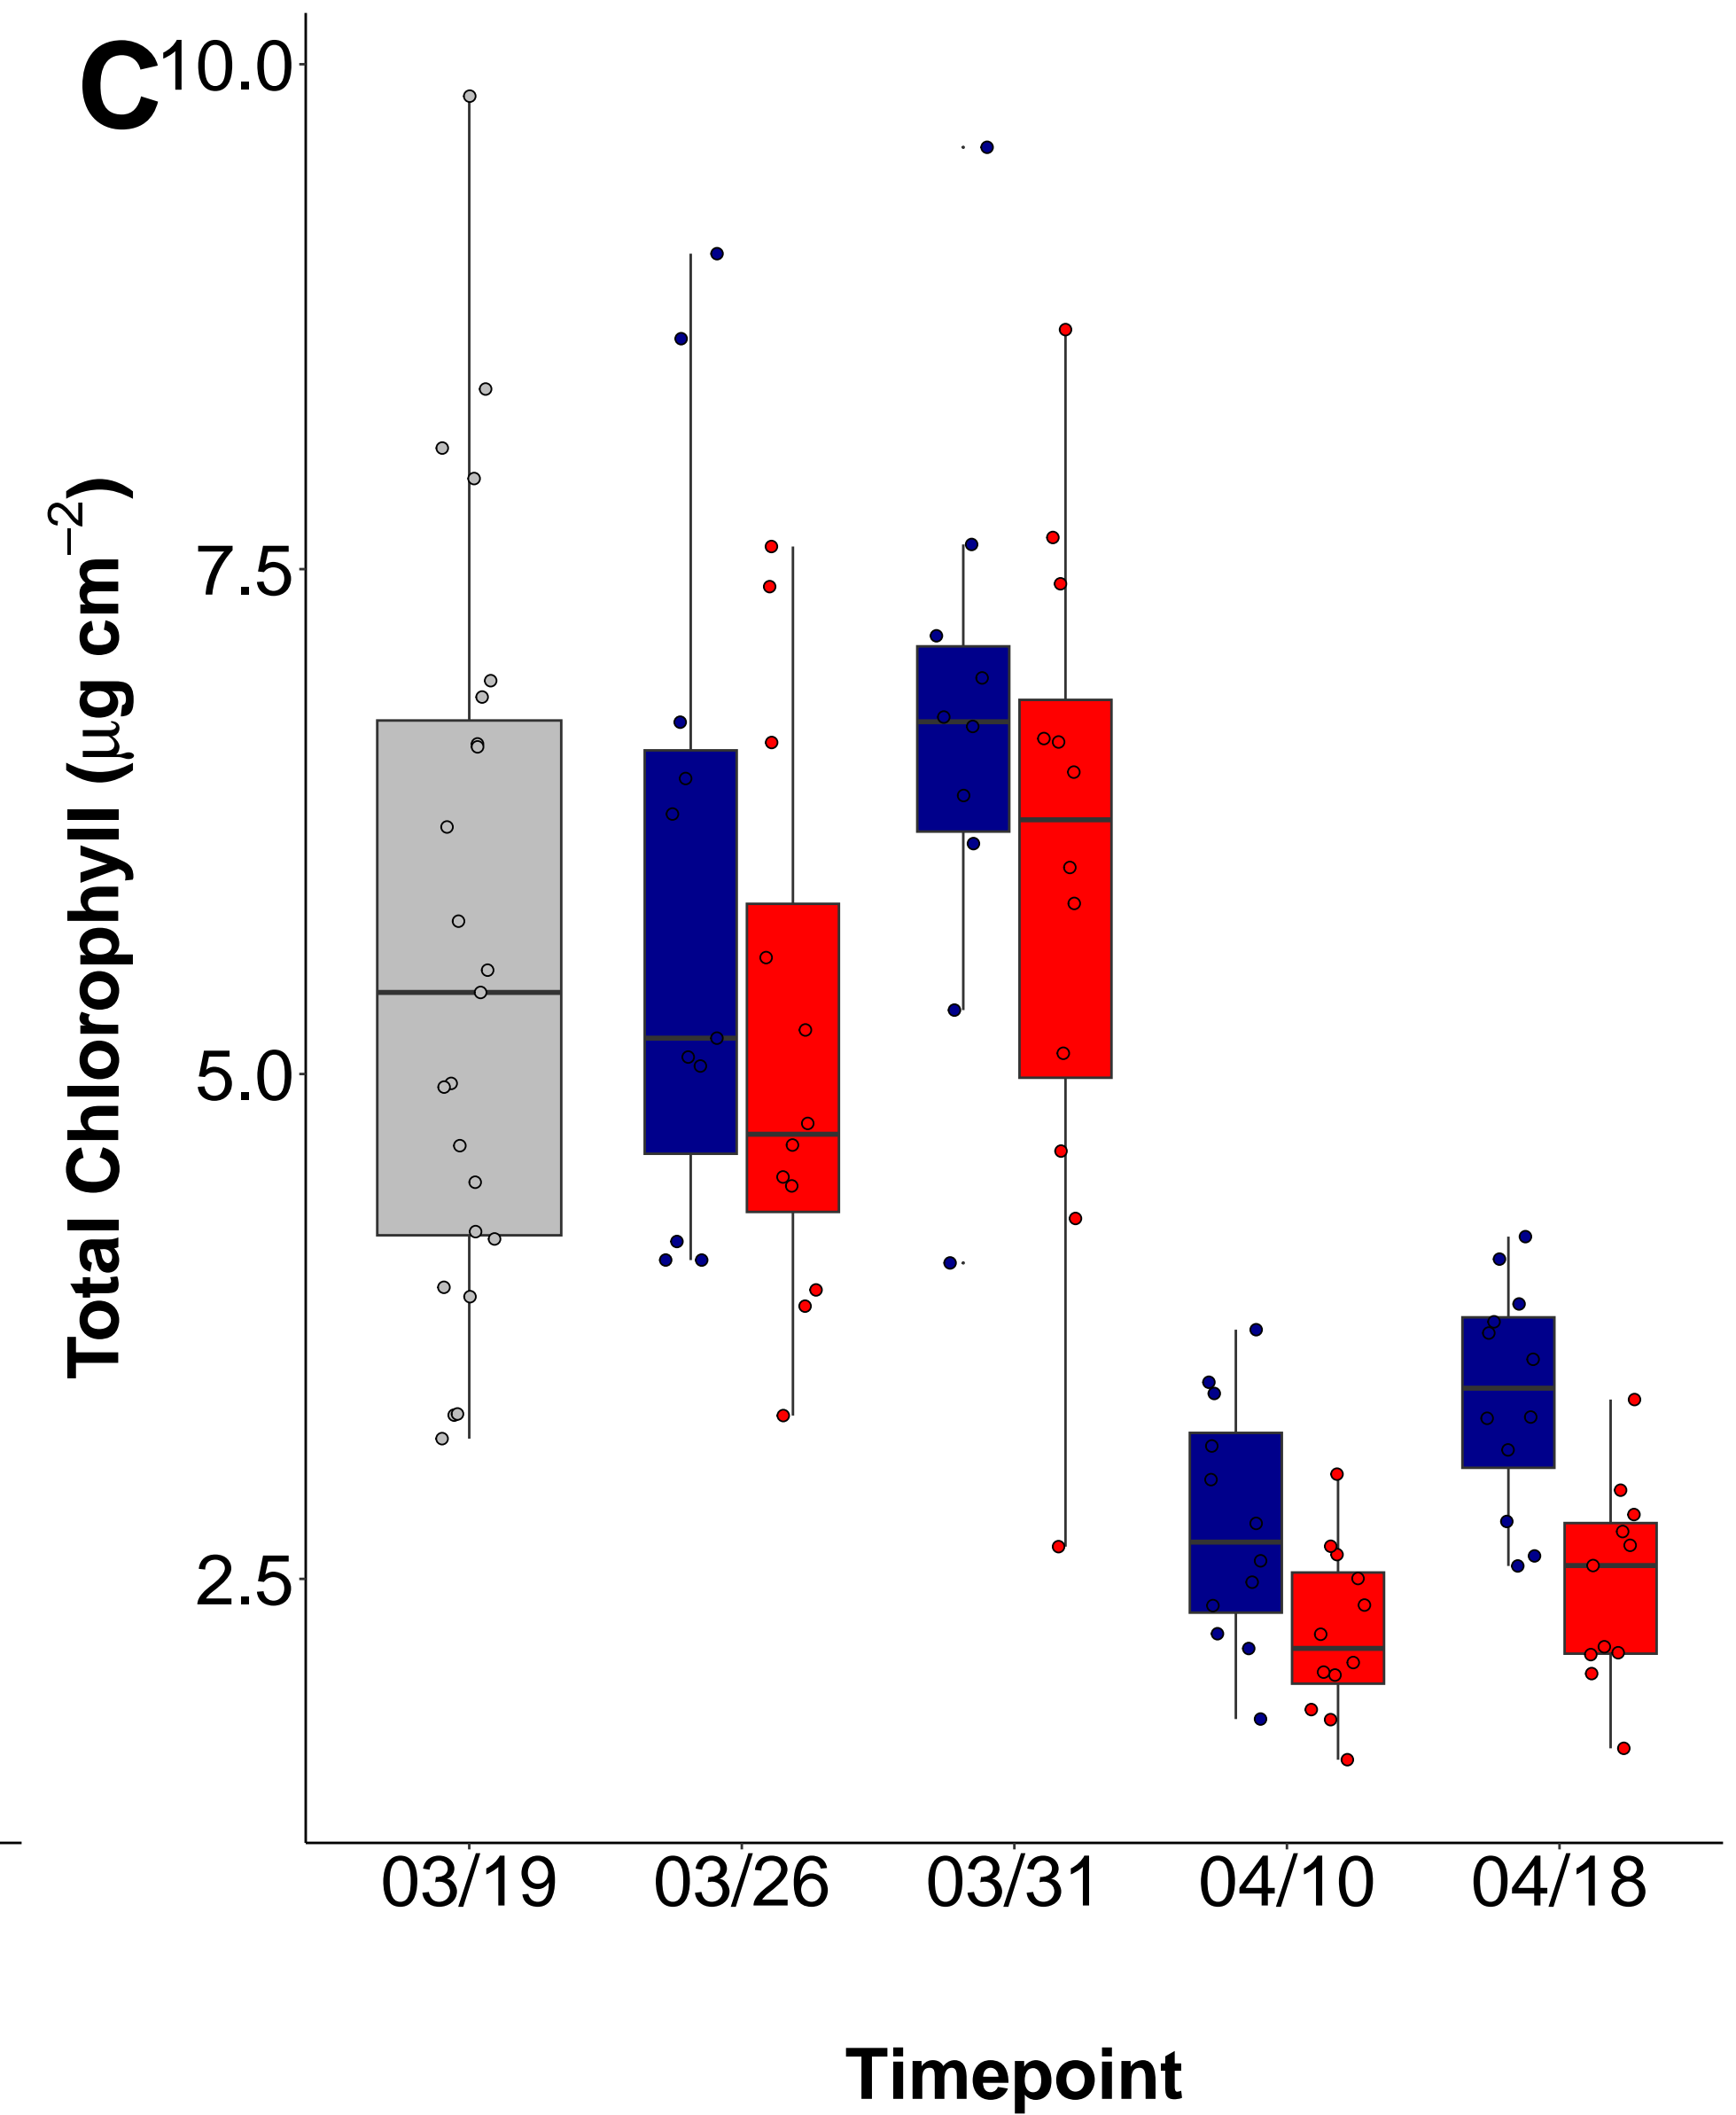 C
10.0
7.5
5.0
2.5
Total Chlorophyll (µg cm⁻²)
03/19 03/26 03/31 04/10 04/18
Timepoint